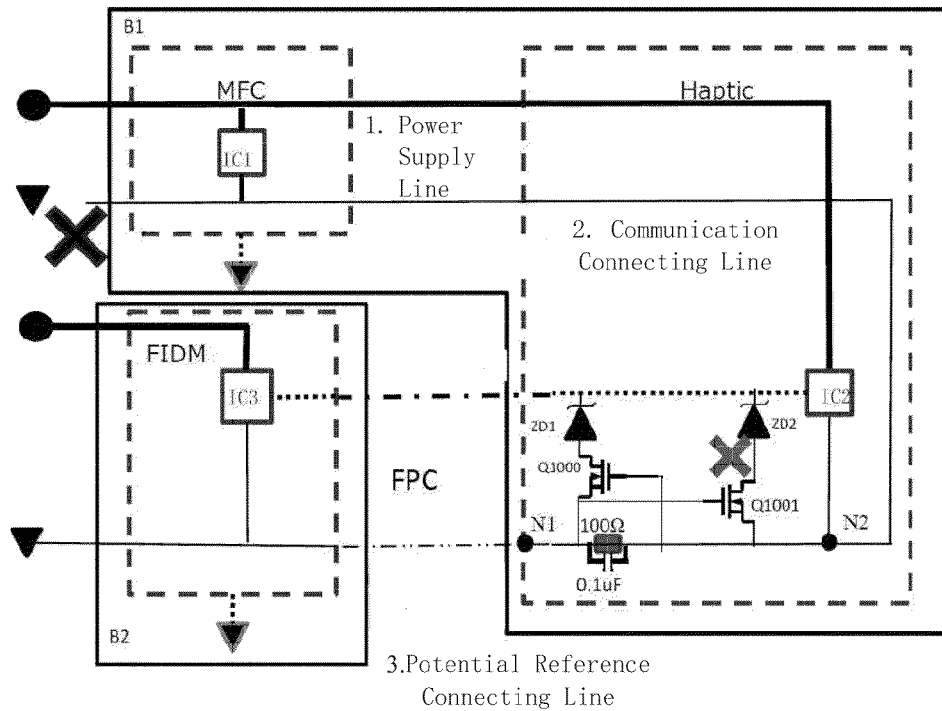 B1
MFC
Haptic
1. Power
Supply
Line
IC1
2. Communication
Connecting Line
FIDM
IC3
IC2
ZD1
ZD2
Q1000
FPC
Q1001
N1
100Ω
N2
0.1uF
B2
3.Potential Reference
Connecting Line